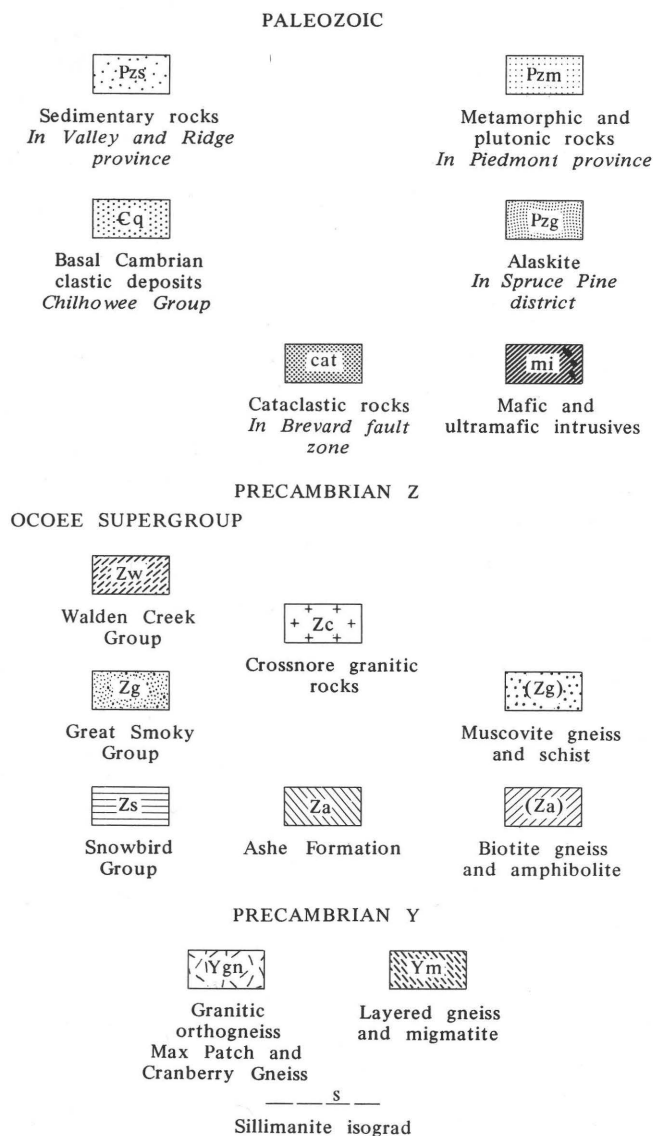 PALEOZOIC
Pzs
Sedimentary rocks
In Valley and Ridge
province
Pzm
Metamorphic and
plutonic rocks
In Piedmont province
Ꞓq
Basal Cambrian
clastic deposits
Chilhowee Group
Pzg
Alaskite
In Spruce Pine
district
cat
Cataclastic rocks
In Brevard fault
zone
mi
Mafic and
ultramafic intrusives
PRECAMBRIAN Z
OCOEE SUPERGROUP
Zw
Walden Creek
Group
Zc
Crossnore granitic
rocks
Zg
Great Smoky
Group
(Zg)
Muscovite gneiss
and schist
Zs
Snowbird
Group
Za
Ashe Formation
(Za)
Biotite gneiss
and amphibolite
PRECAMBRIAN Y
Ygn
Granitic
orthogneiss
Max Patch and
Cranberry Gneiss
Ym
Layered gneiss
and migmatite
s
Sillimanite isograd